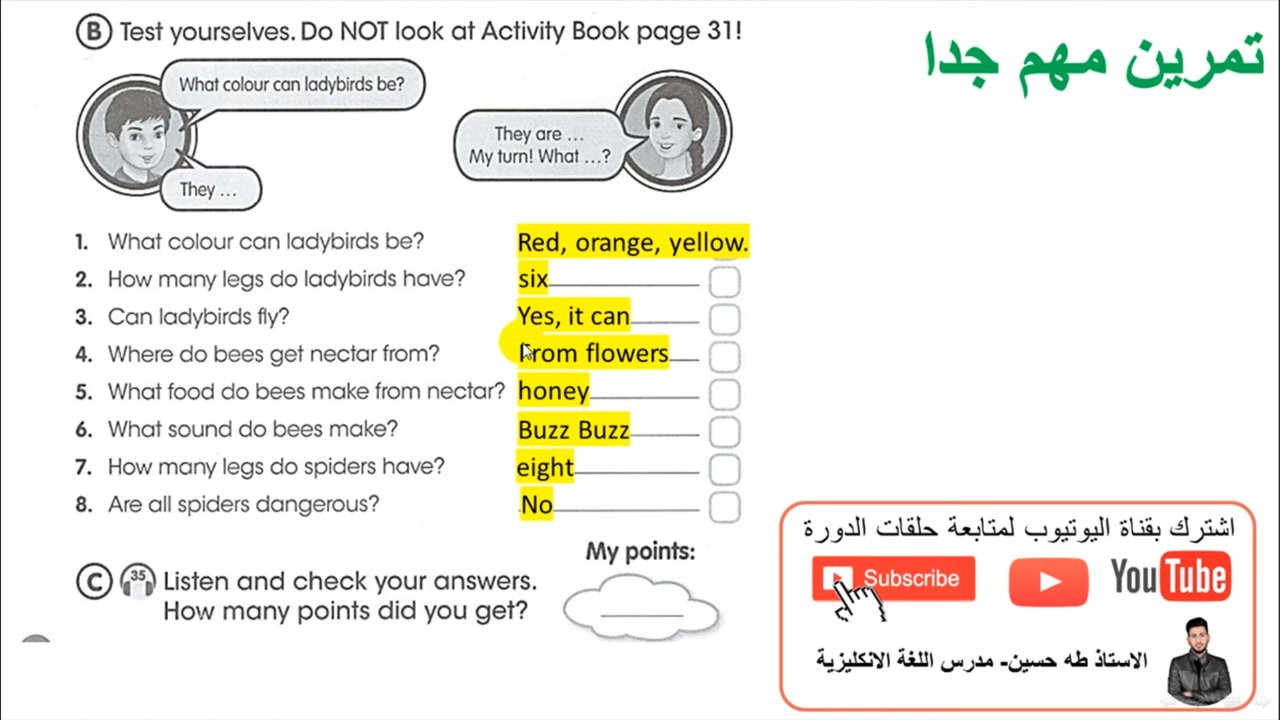 B Test yourselves. Do NOT look at Activity Book page 31!
تمرين مهم جدا
What colour can ladybirds be?
They are ...
My turn! What ...?
They ...
1. What colour can ladybirds be? Red, orange, yellow.
2. How many legs do ladybirds have? six
3. Can ladybirds fly? Yes, it can
4. Where do bees get nectar from? From flowers
5. What food do bees make from nectar? honey
6. What sound do bees make? Buzz Buzz
7. How many legs do spiders have? eight
8. Are all spiders dangerous? No
My points:
C 35 Listen and check your answers.
How many points did you get?
اشترك بقناة اليوتيوب لمتابعة حلقات الدورة
Subscribe
YouTube
الاستاذ طه حسين- مدرس اللغة الانكليزية